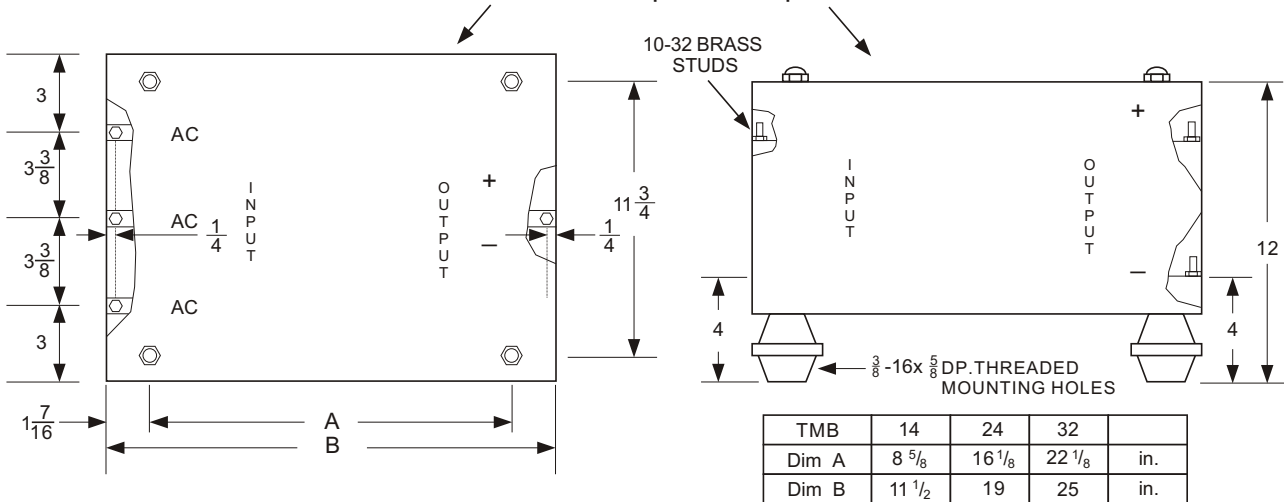 10-32 BRASS
STUDS
3
3 3/8
3 3/8
3
1 7/16
AC
AC
AC
1/4
INPUT
OUTPUT
+
–
1/4
11 3/4
A
B
INPUT
OUTPUT
+
–
12
4
4
3/8 -16x 5/8 DP. THREADED
MOUNTING HOLES
TMB 14 24 32
Dim A 8 5/8 16 1/8 22 1/8 in.
Dim B 11 1/2 19 25 in.